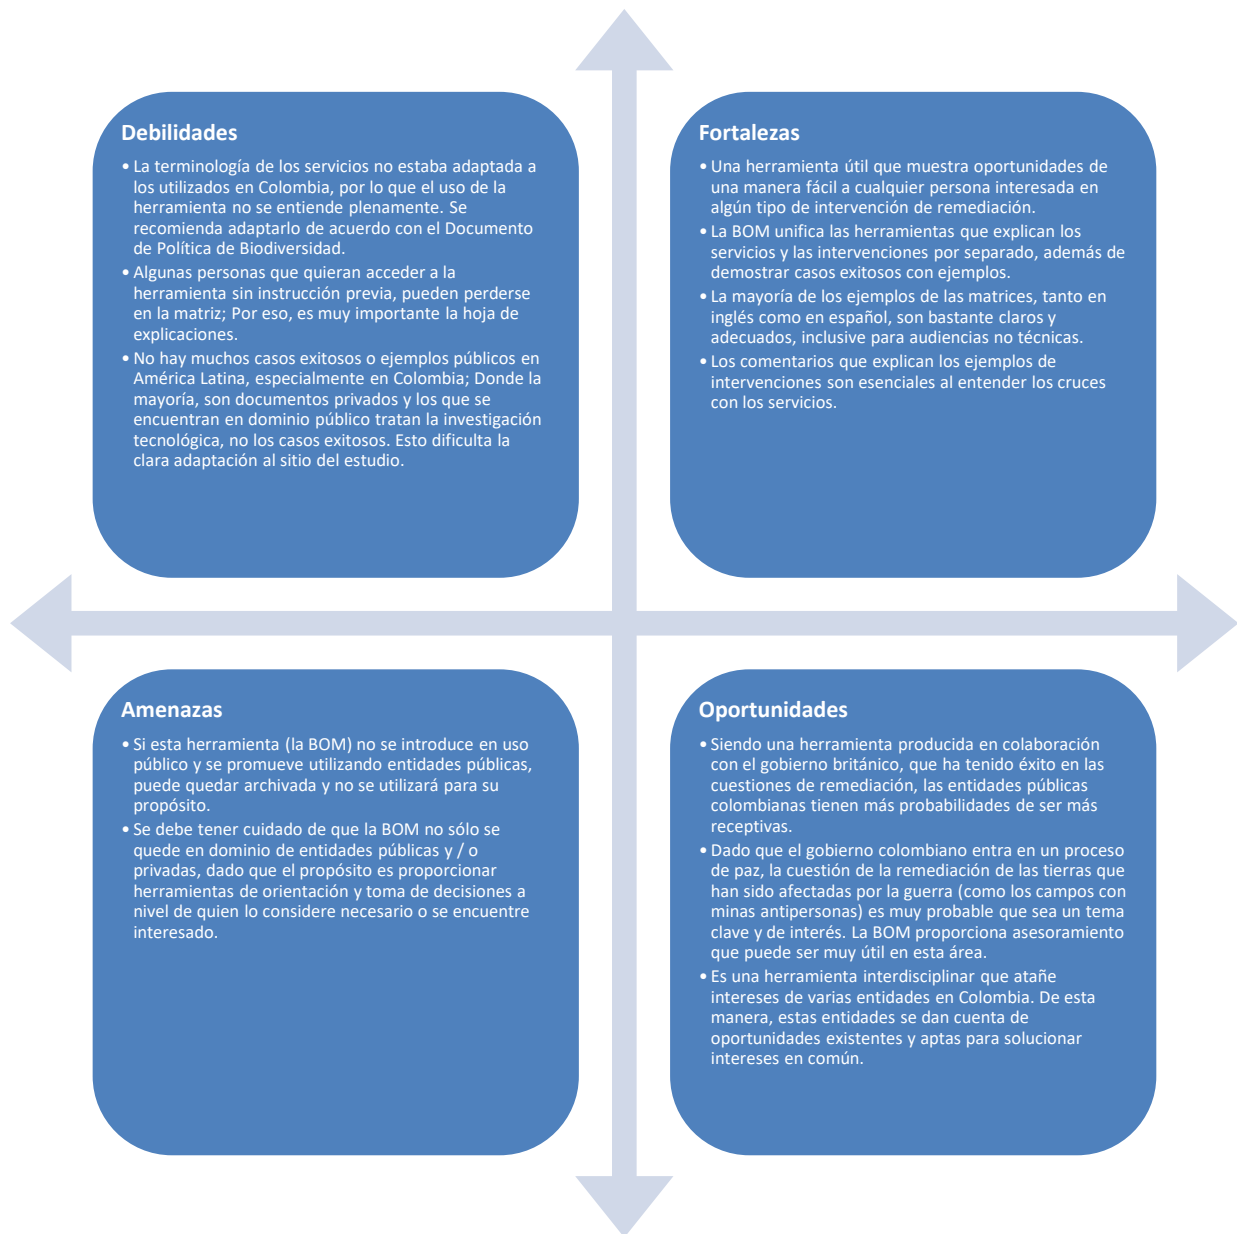 Debilidades
• La terminología de los servicios no estaba adaptada a
los utilizados en Colombia, por lo que el uso de la
herramienta no se entiende plenamente. Se
recomienda adaptarlo de acuerdo con el Documento
de Política de Biodiversidad.
• Algunas personas que quieran acceder a la
herramienta sin instrucción previa, pueden perderse
en la matriz; Por eso, es muy importante la hoja de
explicaciones.
• No hay muchos casos exitosos o ejemplos públicos en
América Latina, especialmente en Colombia; Donde la
mayoría, son documentos privados y los que se
encuentran en dominio público tratan la investigación
tecnológica, no los casos exitosos. Esto dificulta la
clara adaptación al sitio del estudio.
Fortalezas
• Una herramienta útil que muestra oportunidades de
una manera fácil a cualquier persona interesada en
algún tipo de intervención de remediación.
• La BOM unifica las herramientas que explican los
servicios y las intervenciones por separado, además de
demostrar casos exitosos con ejemplos.
• La mayoría de los ejemplos de las matrices, tanto en
inglés como en español, son bastante claros y
adecuados, inclusive para audiencias no técnicas.
• Los comentarios que explican los ejemplos de
intervenciones son esenciales al entender los cruces
con los servicios.
Amenazas
• Si esta herramienta (la BOM) no se introduce en uso
público y se promueve utilizando entidades públicas,
puede quedar archivada y no se utilizará para su
propósito.
• Se debe tener cuidado de que la BOM no sólo se
quede en dominio de entidades públicas y / o
privadas, dado que el propósito es proporcionar
herramientas de orientación y toma de decisiones a
nivel de quien lo considere necesario o se encuentre
interesado.
Oportunidades
• Siendo una herramienta producida en colaboración
con el gobierno británico, que ha tenido éxito en las
cuestiones de remediación, las entidades públicas
colombianas tienen más probabilidades de ser más
receptivas.
• Dado que el gobierno colombiano entra en un proceso
de paz, la cuestión de la remediación de las tierras que
han sido afectadas por la guerra (como los campos con
minas antipersonas) es muy probable que sea un tema
clave y de interés. La BOM proporciona asesoramiento
que puede ser muy útil en esta área.
• Es una herramienta interdisciplinar que atañe
intereses de varias entidades en Colombia. De esta
manera, estas entidades se dan cuenta de
oportunidades existentes y aptas para solucionar
intereses en común.